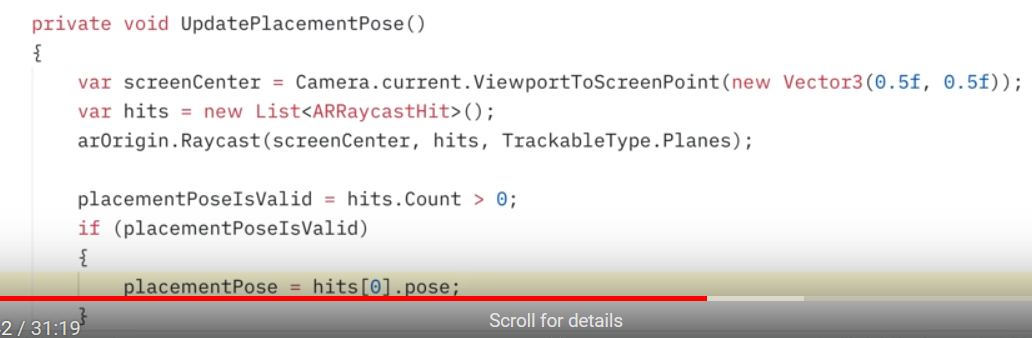 private void UpdatePlacementPose()
{
var screenCenter = Camera.current.ViewportToScreenPoint(new Vector3(0.5f, 0.5f));
var hits = new List<ARRaycastHit>();
arOrigin.Raycast(screenCenter, hits, TrackableType.Planes);
placementPoseIsValid = hits.Count > 0;
if (placementPoseIsValid)
{
placementPose = hits[0].pose;
}
2 / 31:19
Scroll for details